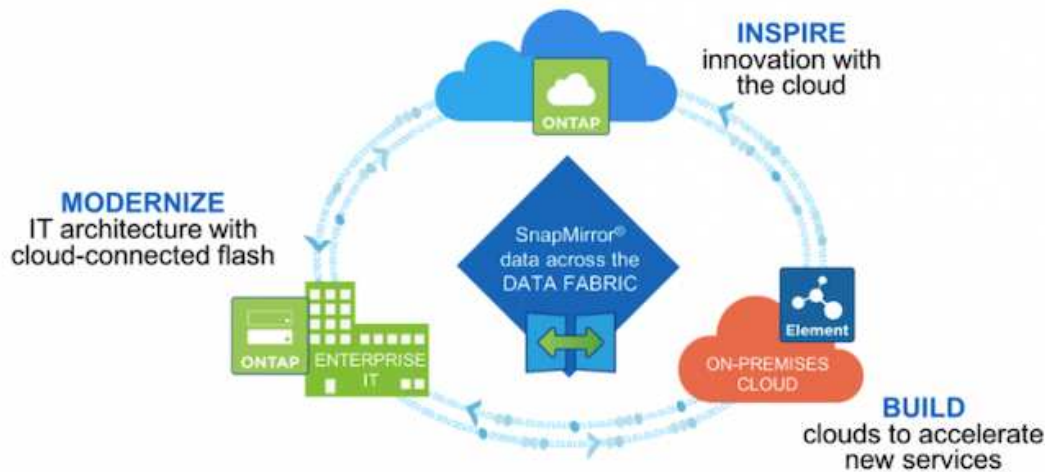 INSPIRE
innovation with
the cloud
ONTAP
MODERNIZE
IT architecture with
cloud-connected flash
SnapMirror®
data across the
DATA FABRIC
ONTAP
ENTERPRISE
IT
Element
ON-PREMISES
CLOUD
BUILD
clouds to accelerate
new services